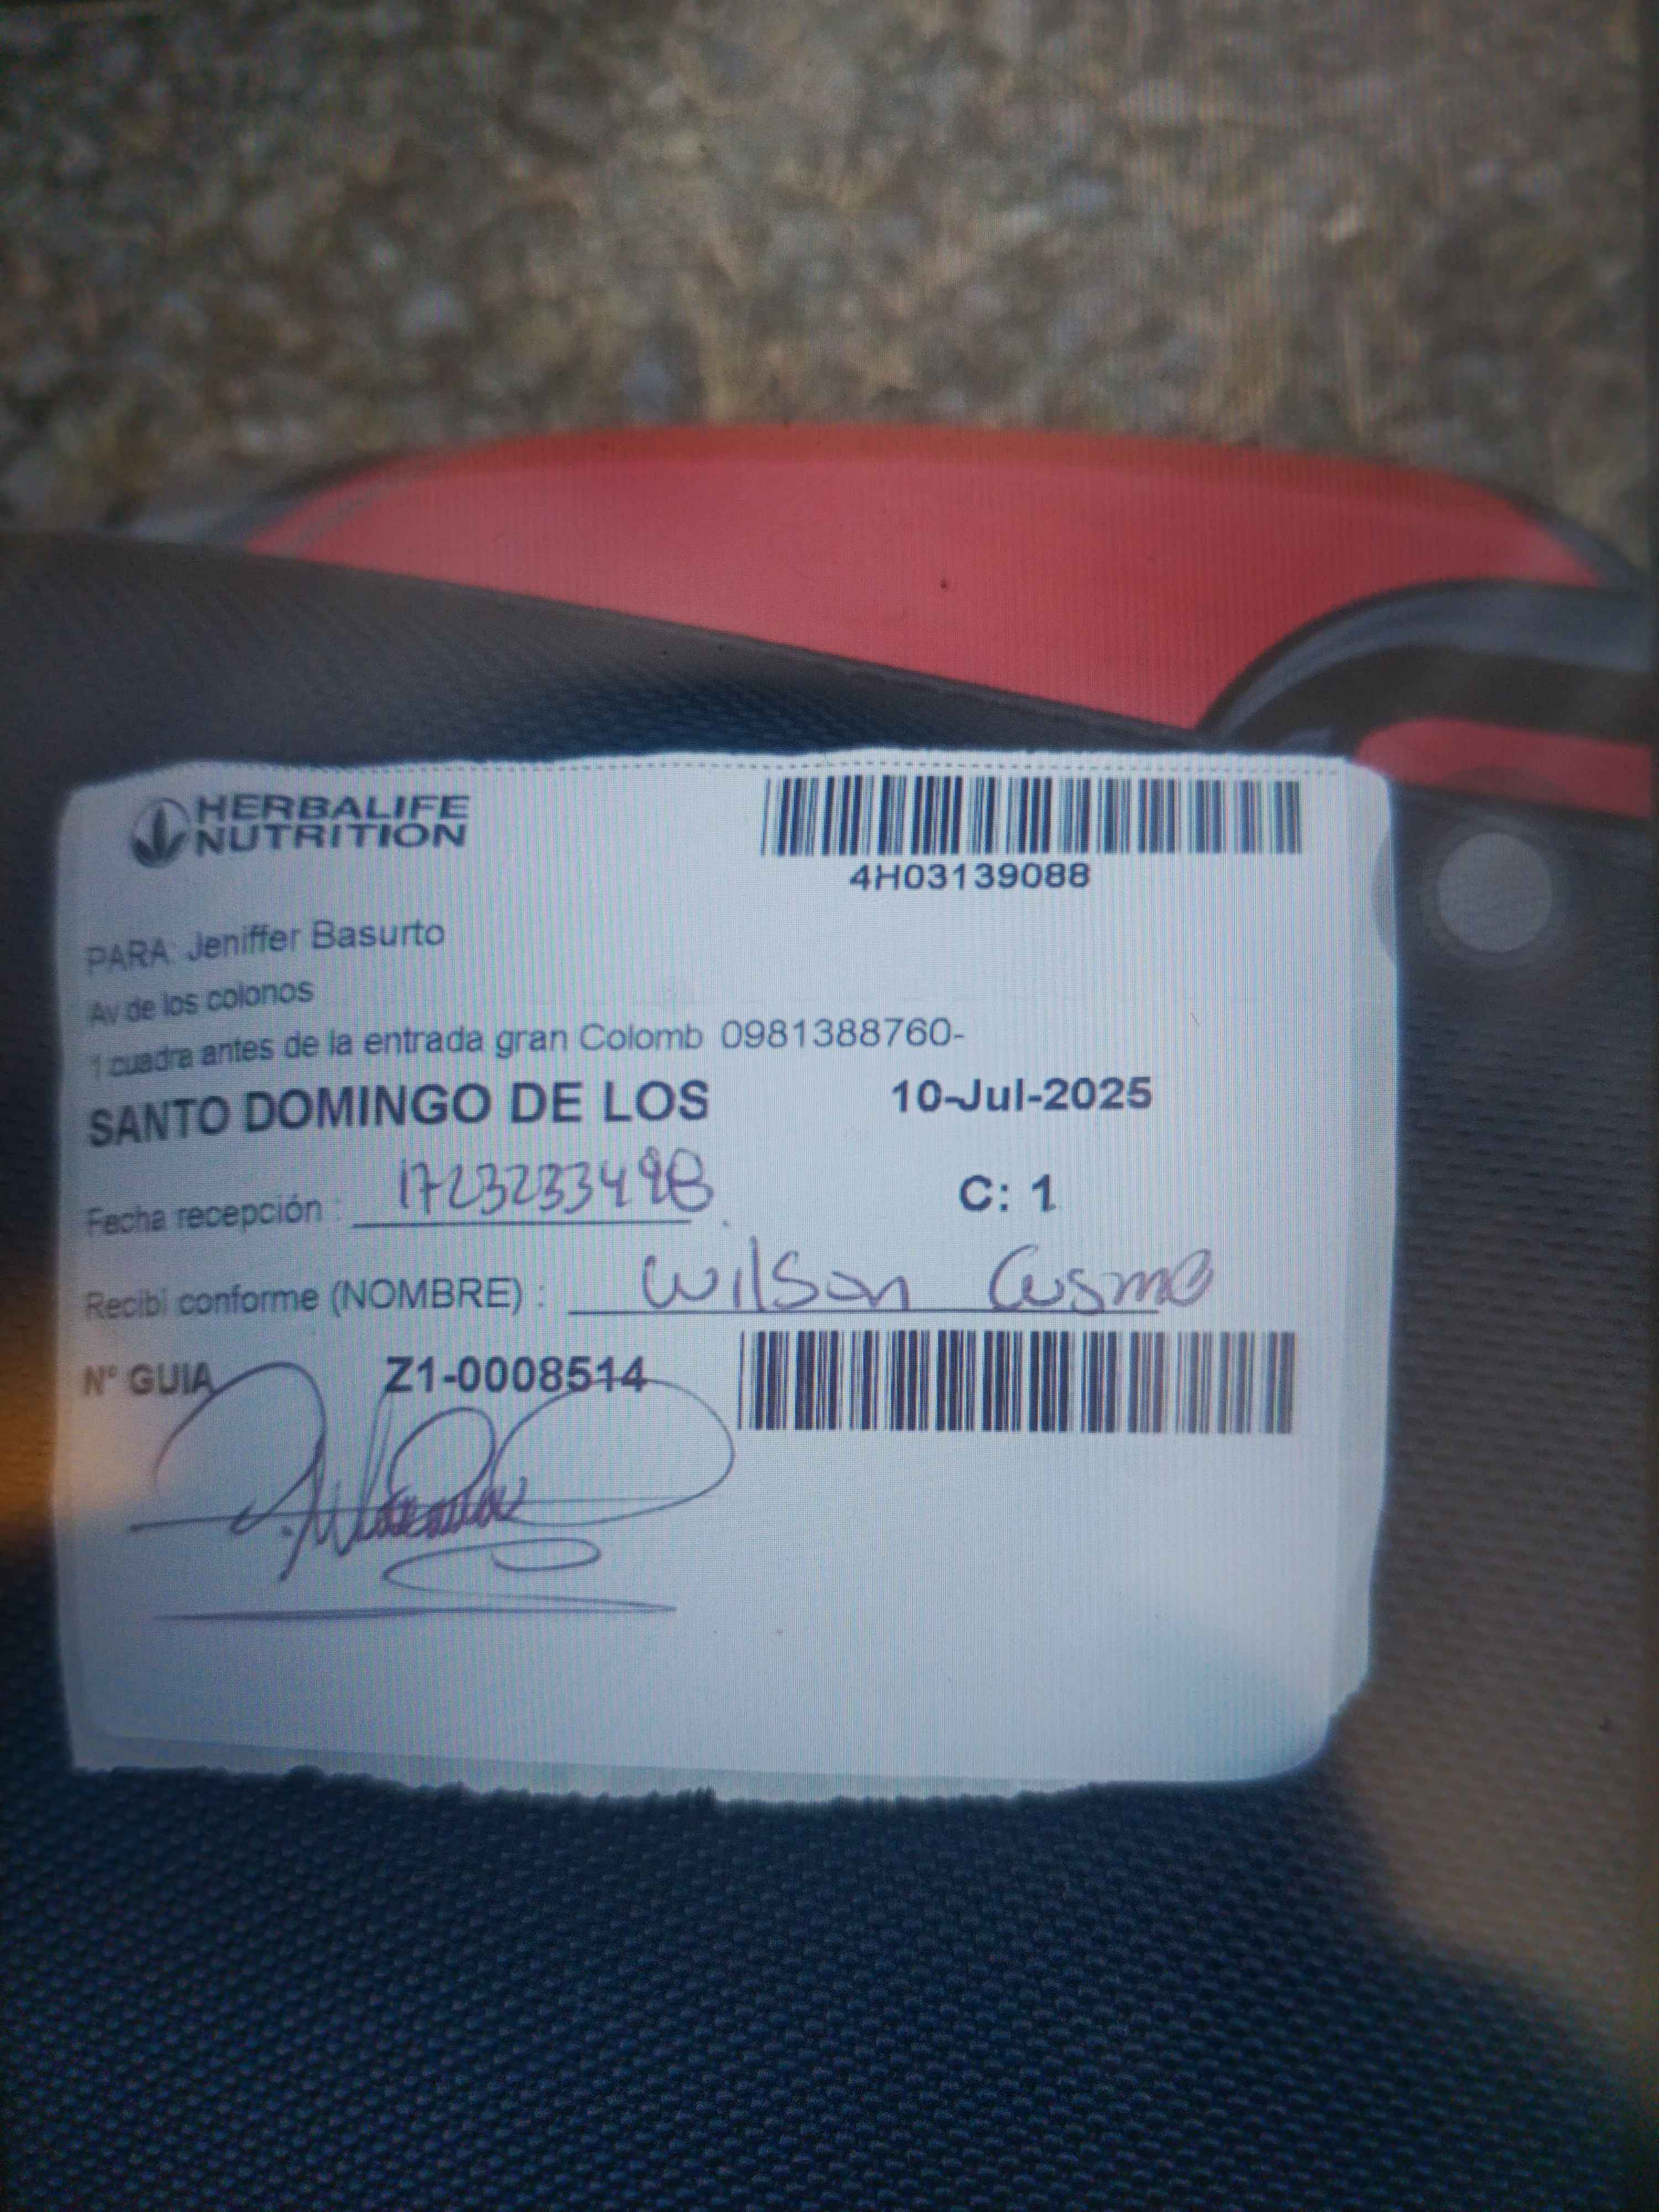 HERBALIFE
NUTRITION
4H03139088
PARA: Jeniffer Basurto
Av de los colonos
1 cuadra antes de la entrada gran Colomb 0981388760-
SANTO DOMINGO DE LOS 10-Jul-2025
Fecha recepción : 1723233498 C: 1
Recibi conforme (NOMBRE) : Wilson Cusme
Nº GUIA Z1-0008514